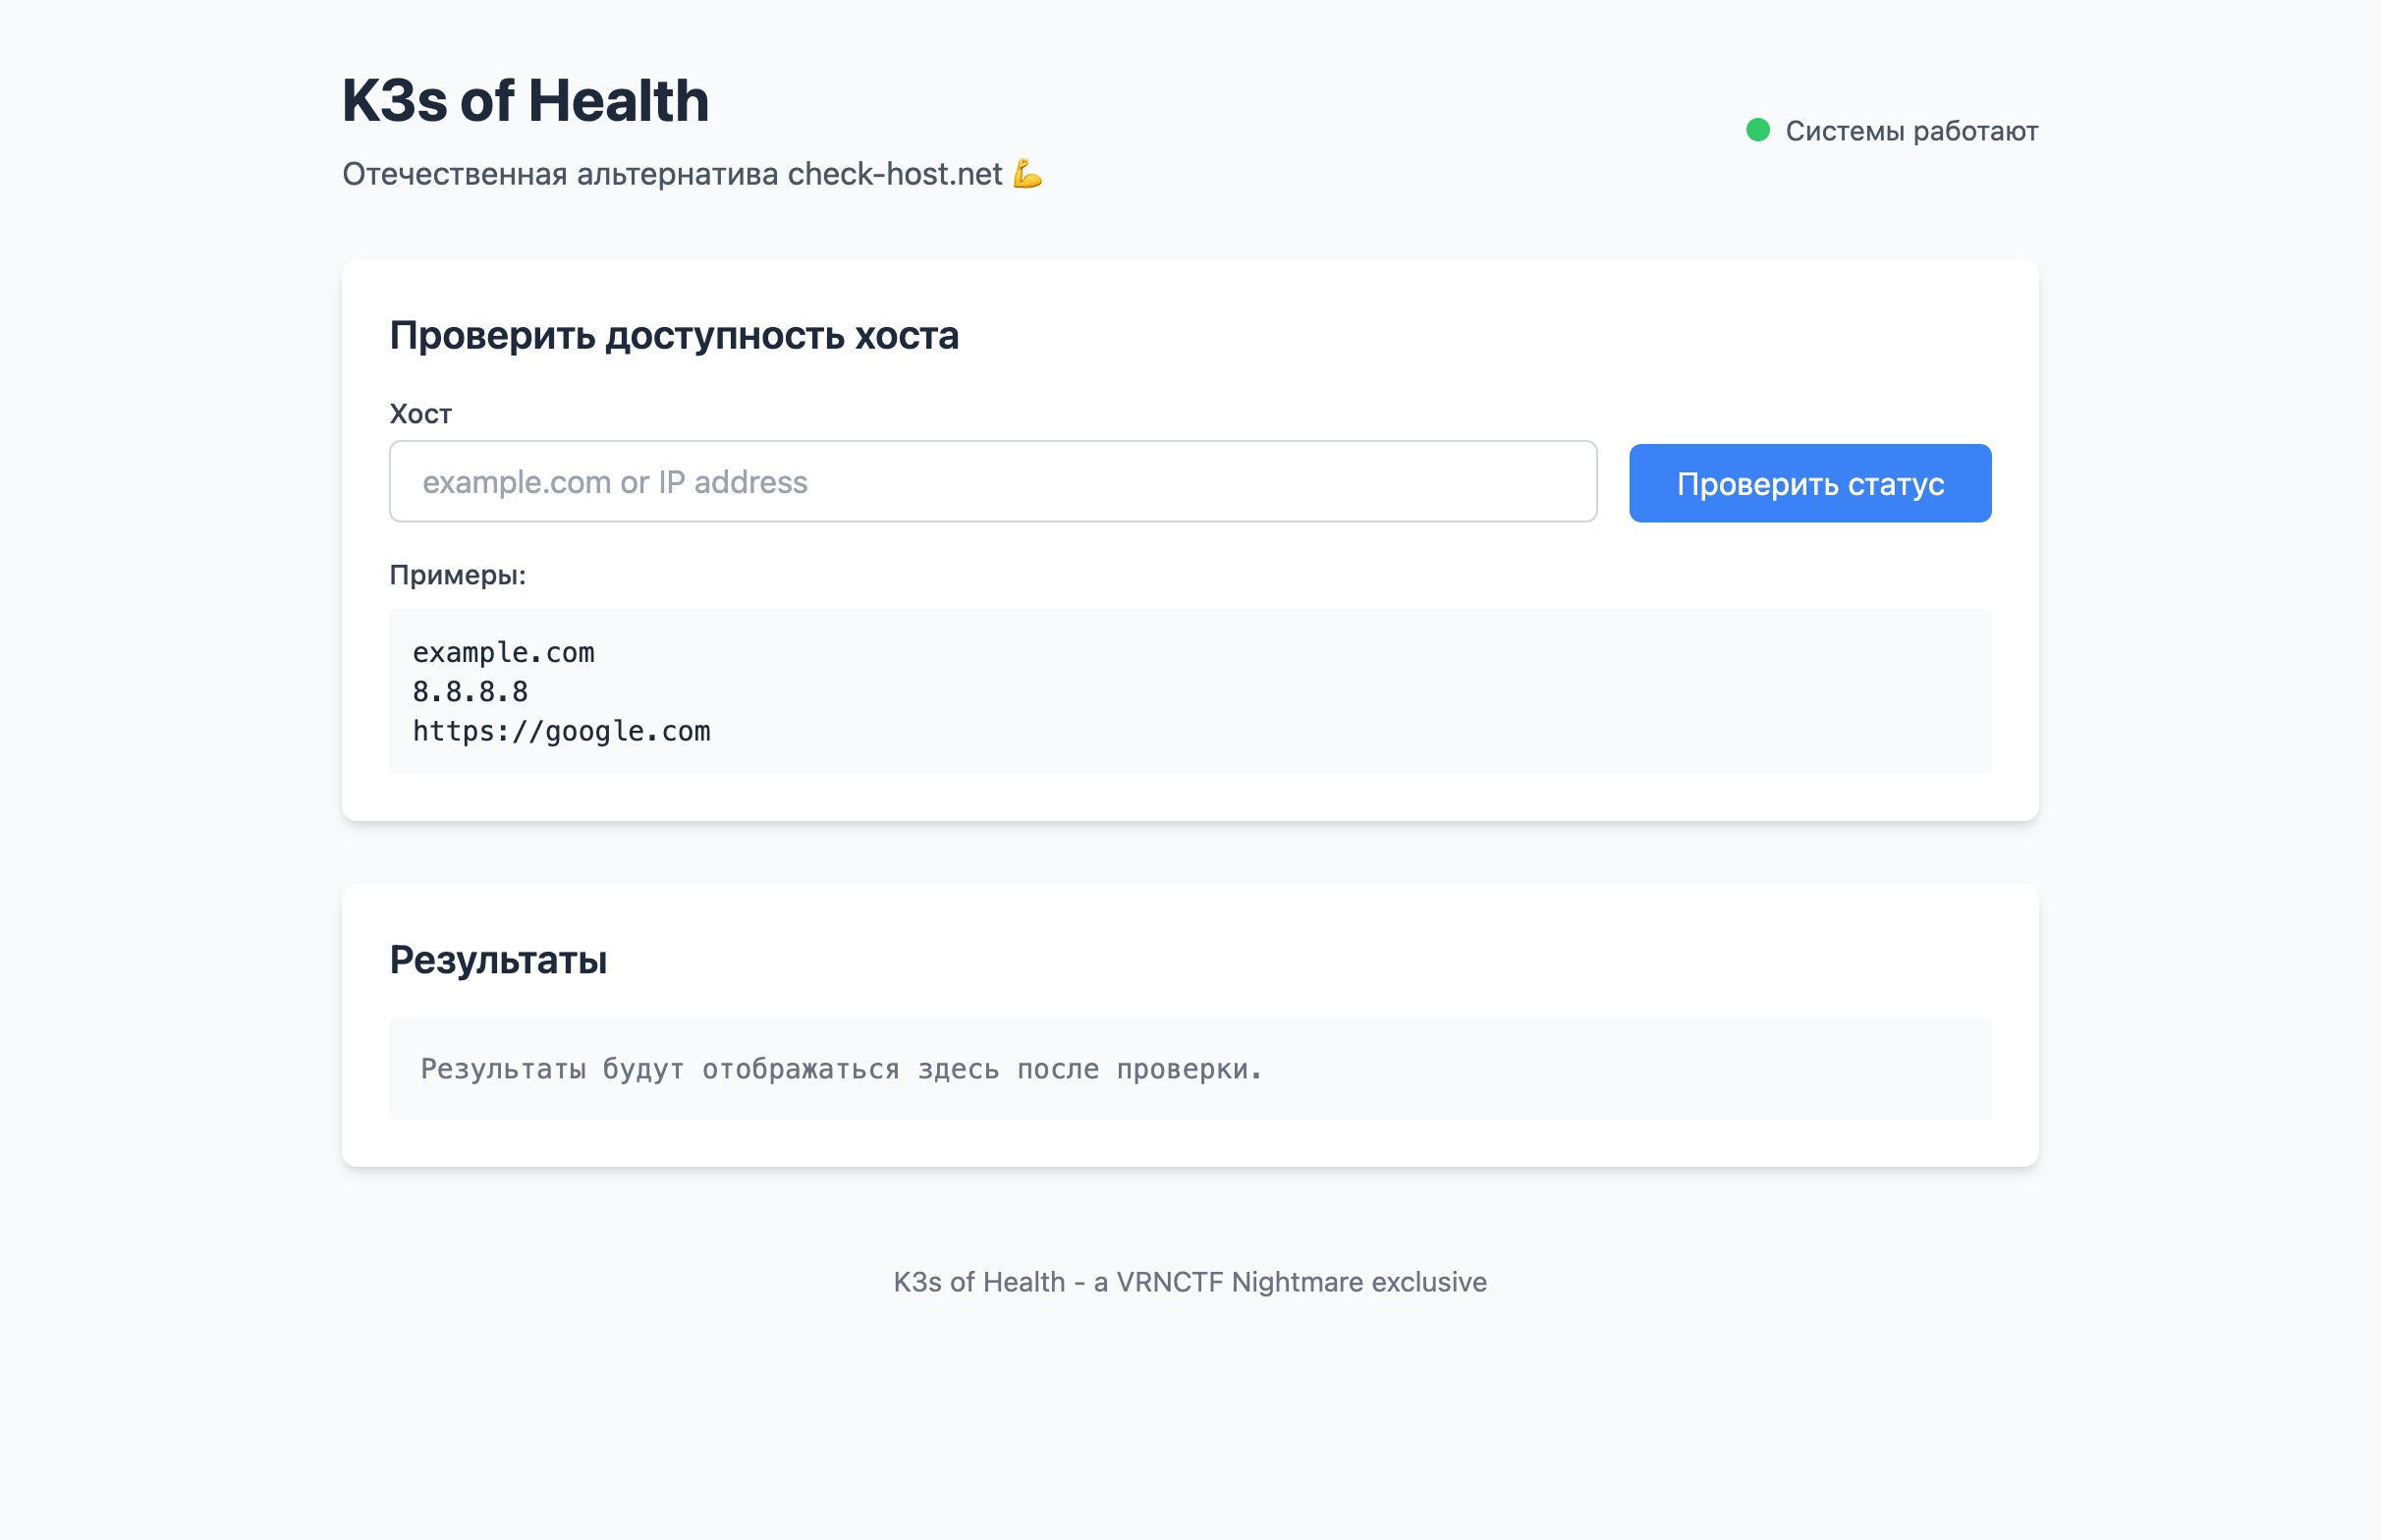 K3s of Health
Отечественная альтернатива check-host.net 💪
Системы работают
Проверить доступность хоста
Хост
example.com or IP address
Проверить статус
Примеры:
example.com
8.8.8.8
https://google.com
Результаты
Результаты будут отображаться здесь после проверки.
K3s of Health - a VRNCTF Nightmare exclusive